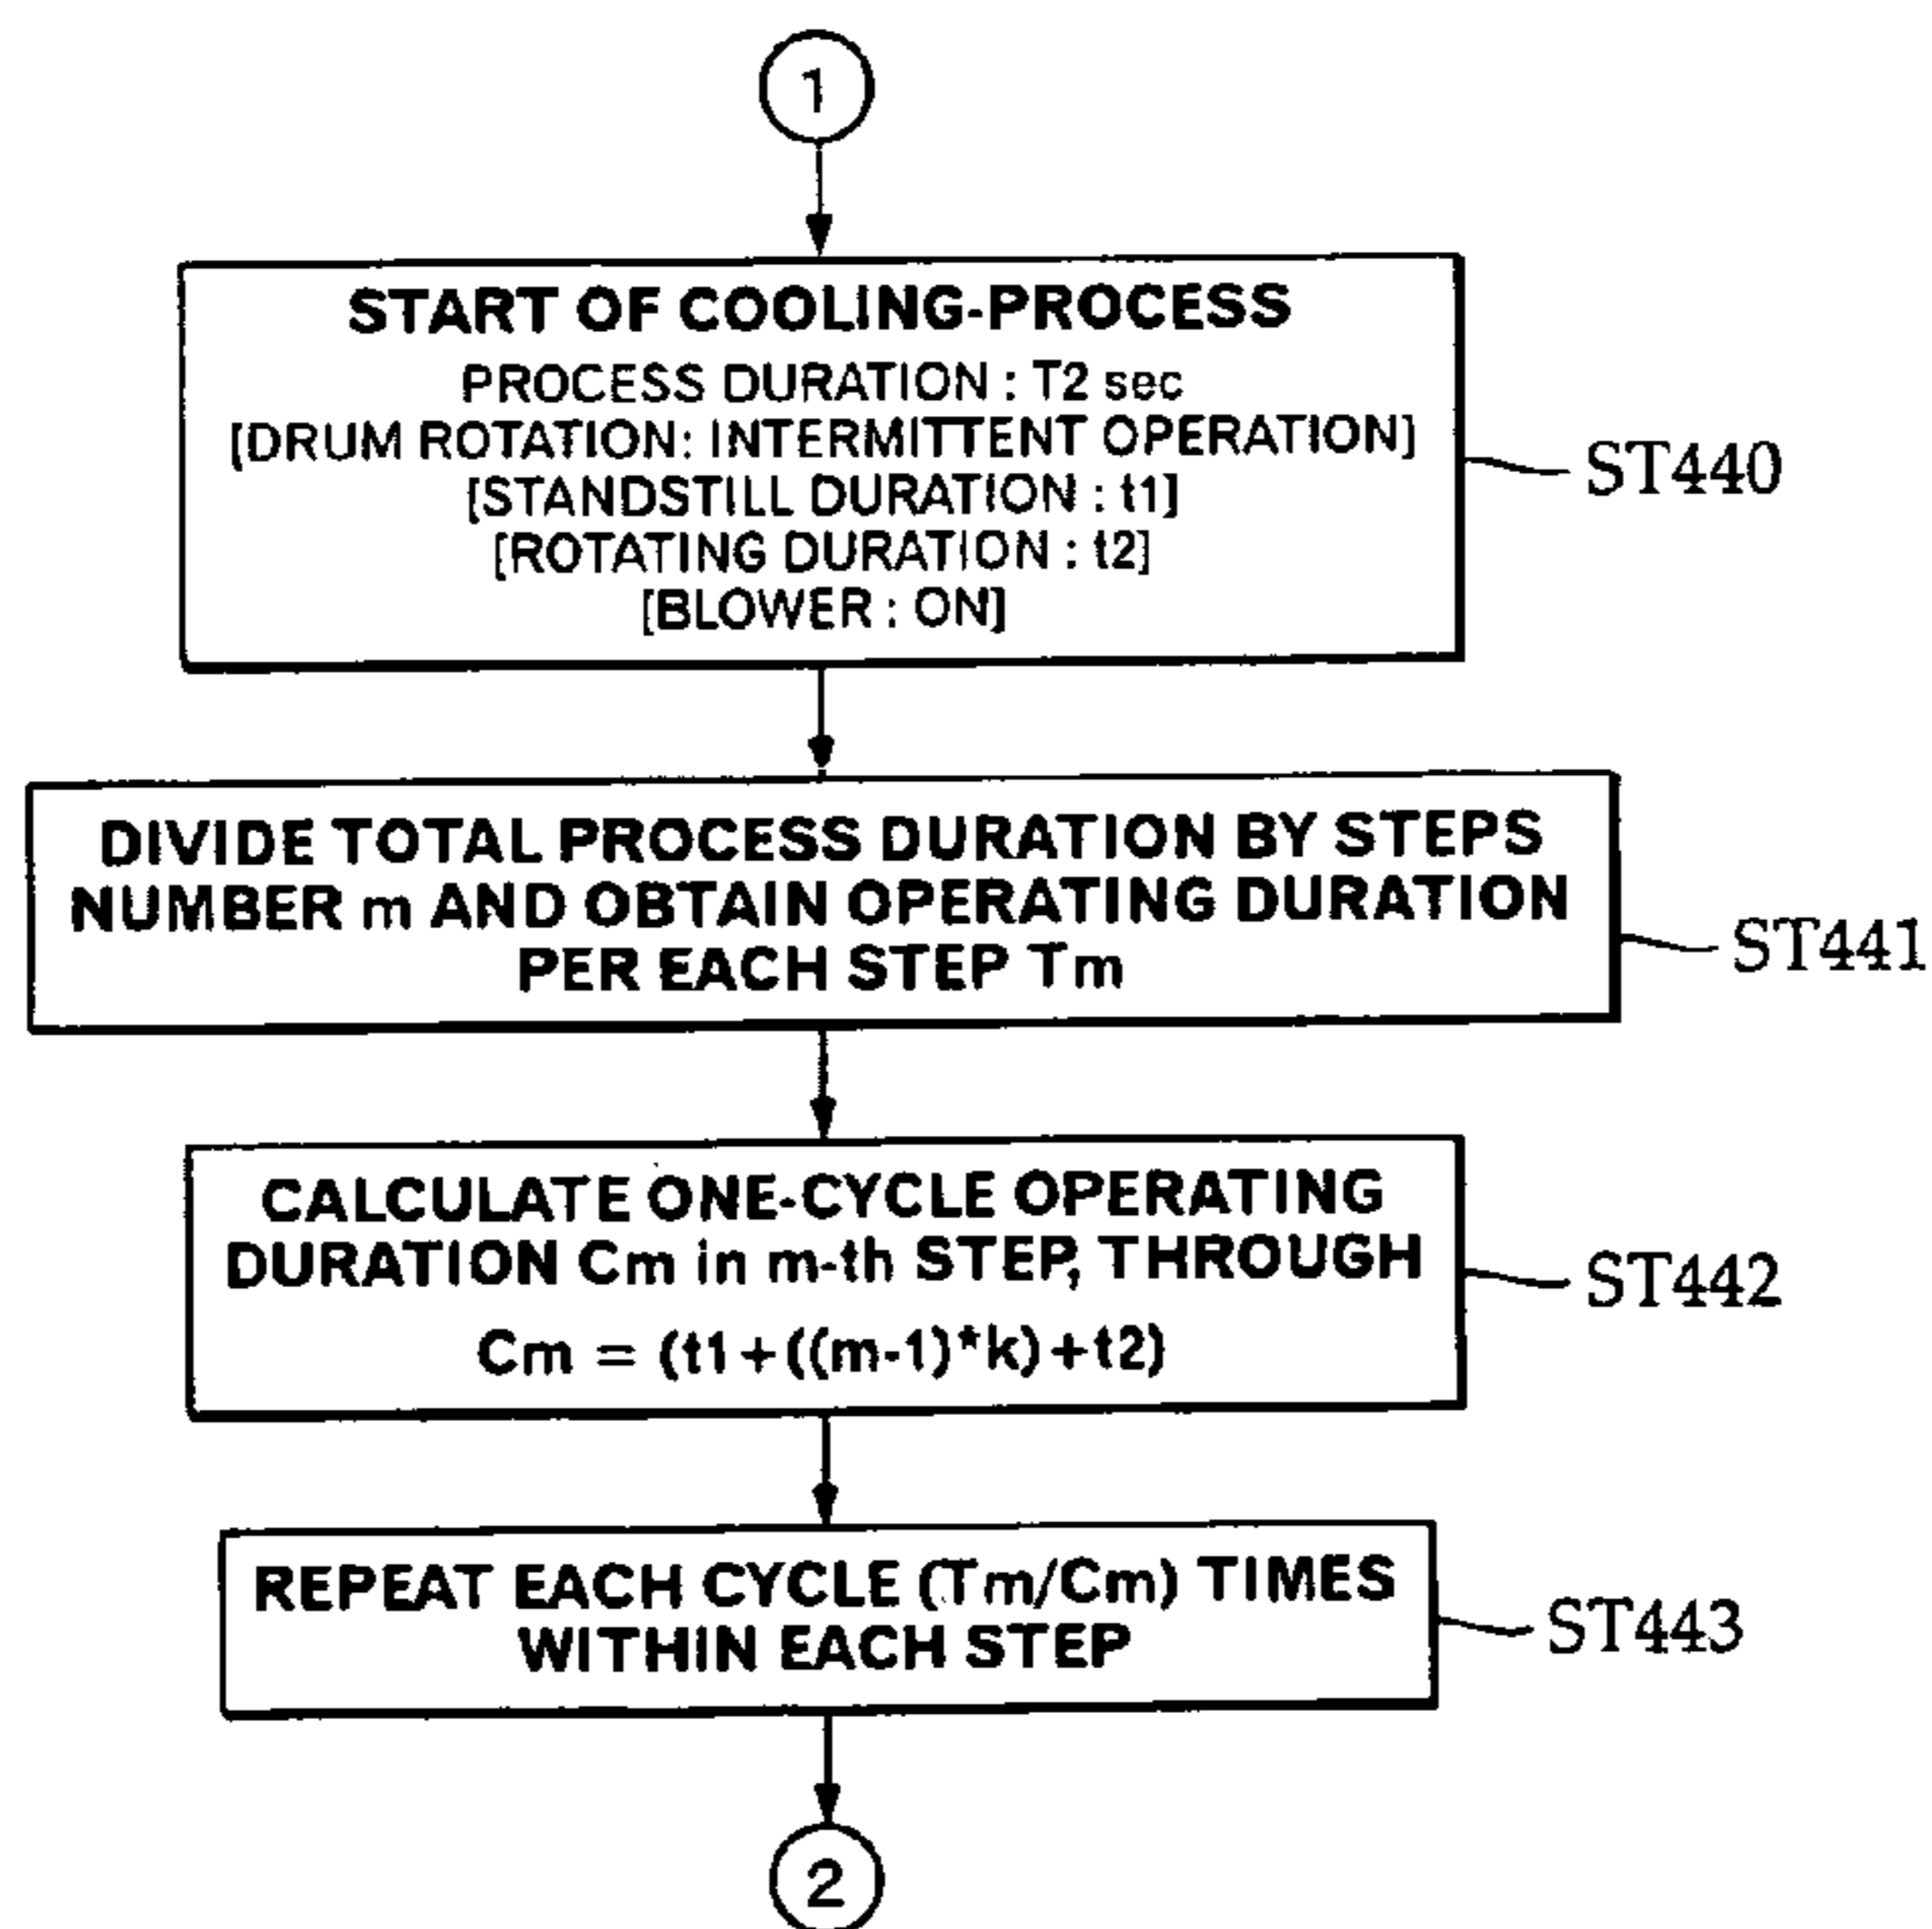 1
START OF COOLING-PROCESS
PROCESS DURATION : T2 sec
[DRUM ROTATION: INTERMITTENT OPERATION]
[STANDSTILL DURATION : t1]
[ROTATING DURATION : t2]
[BLOWER : ON]
ST440
DIVIDE TOTAL PROCESS DURATION BY STEPS
NUMBER m AND OBTAIN OPERATING DURATION
PER EACH STEP Tm
ST441
CALCULATE ONE-CYCLE OPERATING
DURATION Cm in m-th STEP, THROUGH
Cm = (t1+((m-1)*k)+t2)
ST442
REPEAT EACH CYCLE (Tm/Cm) TIMES
WITHIN EACH STEP
ST443
2